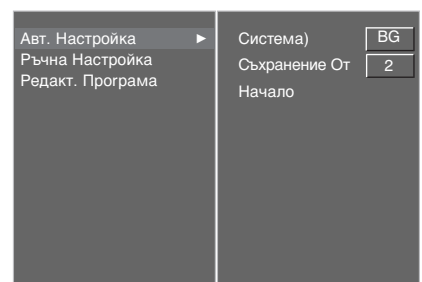 Авт. Настройка ►
Ръчна Настройка
Редакт. Програма
Система) BG
Съхранение От 2
Начало